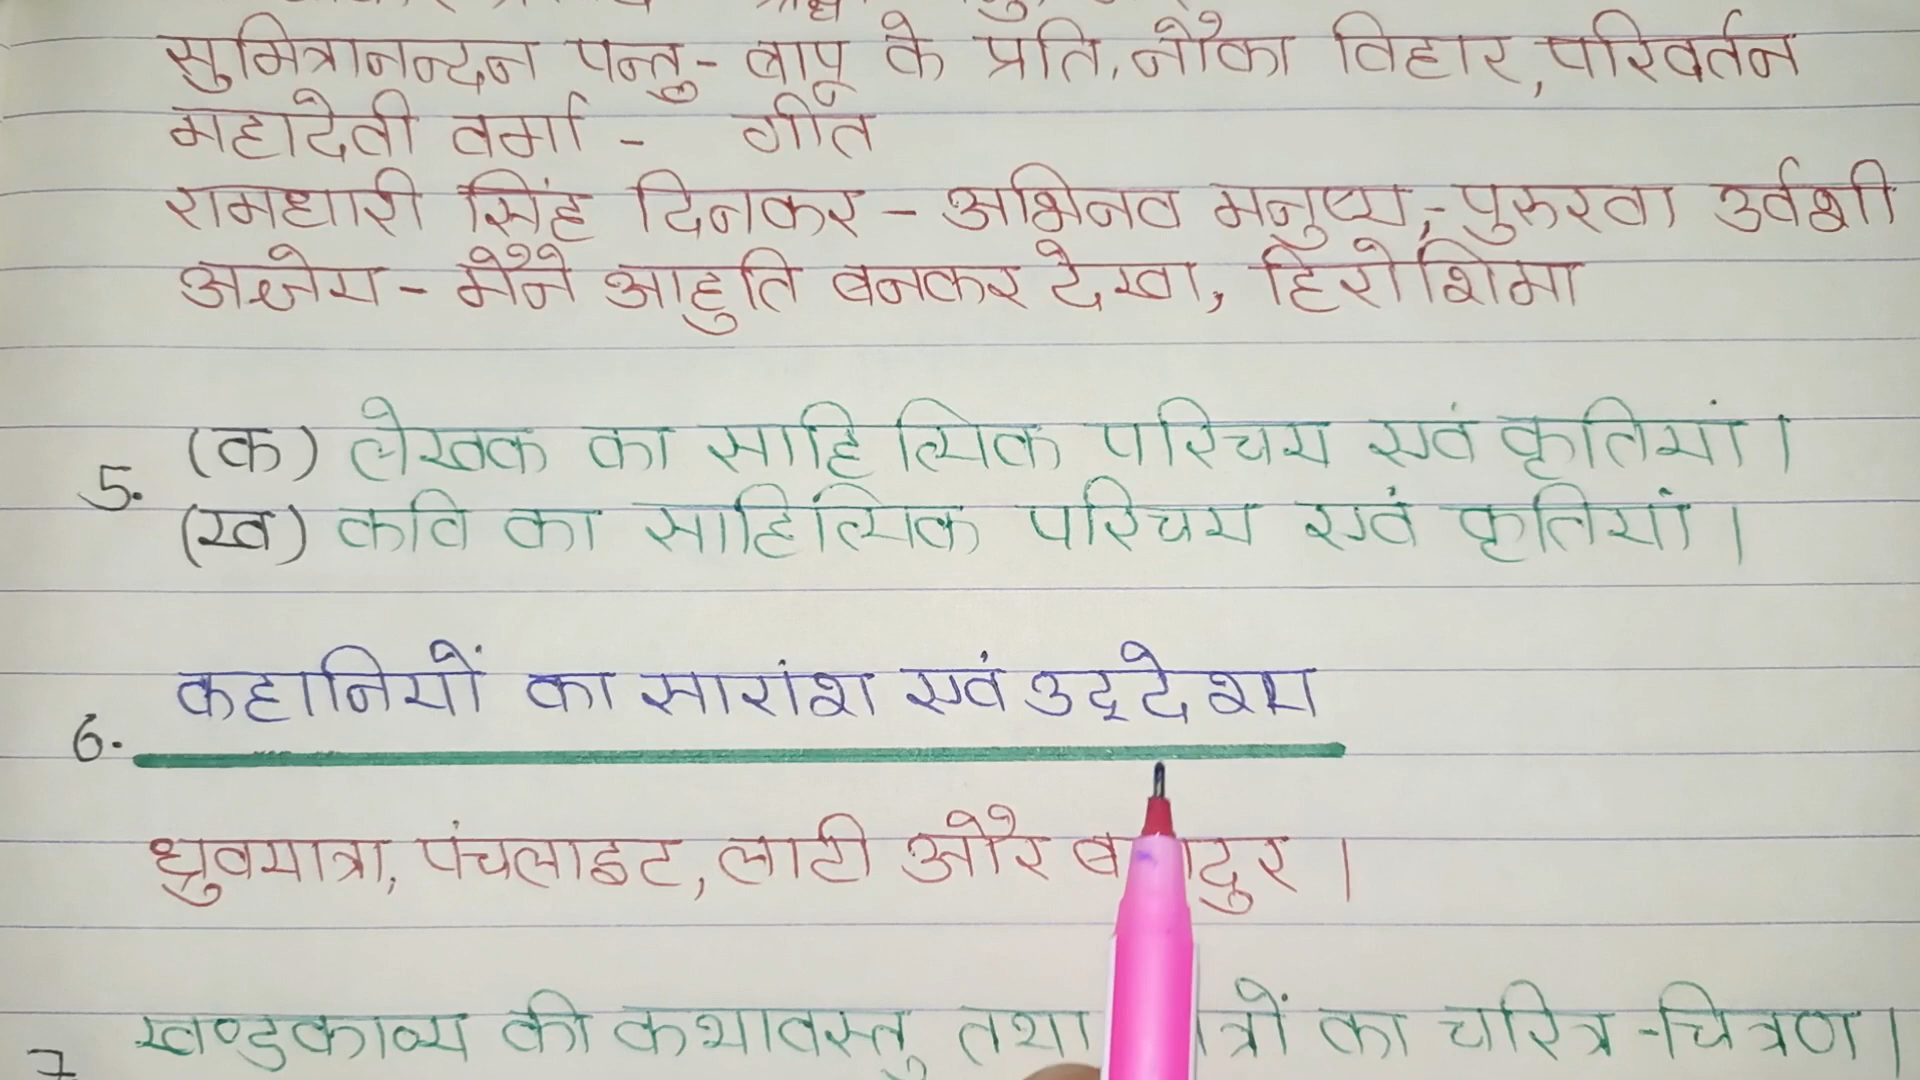 सुमित्रानन्दन पन्त - बापू के प्रति, नौका विहार, परिवर्तन
महादेवी वर्मा - गीत
रामधारी सिंह दिनकर - अभिनव मनुष्य, पुरुरवा उर्वशी
अज्ञेय - मैने आहुति बनकर देखा, हिरोशिमा
5. (क) लेखक का साहित्यिक परिचय एवं कृतियां ।
(ख) कवि का साहित्यिक परिचय एवं कृतियां ।
6. कहानियों का सारांश एवं उद्देश्य
ध्रुवयात्रा, पंचलाइट, लाटी और ।
7 खण्डकाव्य की कथावस्तु तथा का चरित्र-चित्रण ।